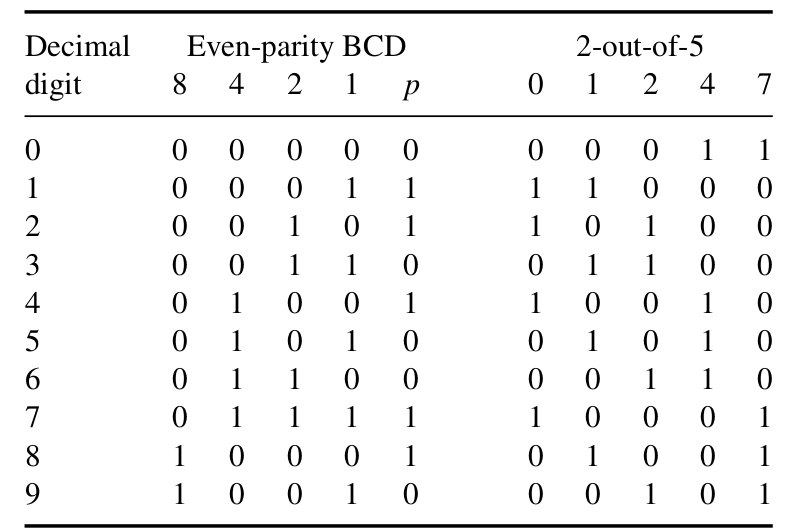 Decimal Even-parity BCD 2-out-of-5
digit 8 4 2 1 p 0 1 2 4 7
0 0 0 0 0 0 0 0 0 1 1
1 0 0 0 1 1 1 1 0 0 0
2 0 0 1 0 1 1 0 1 0 0
3 0 0 1 1 0 0 1 1 0 0
4 0 1 0 0 1 1 0 0 1 0
5 0 1 0 1 0 0 1 0 1 0
6 0 1 1 0 0 0 0 1 1 0
7 0 1 1 1 1 1 0 0 0 1
8 1 0 0 0 1 0 1 0 0 1
9 1 0 0 1 0 0 0 1 0 1